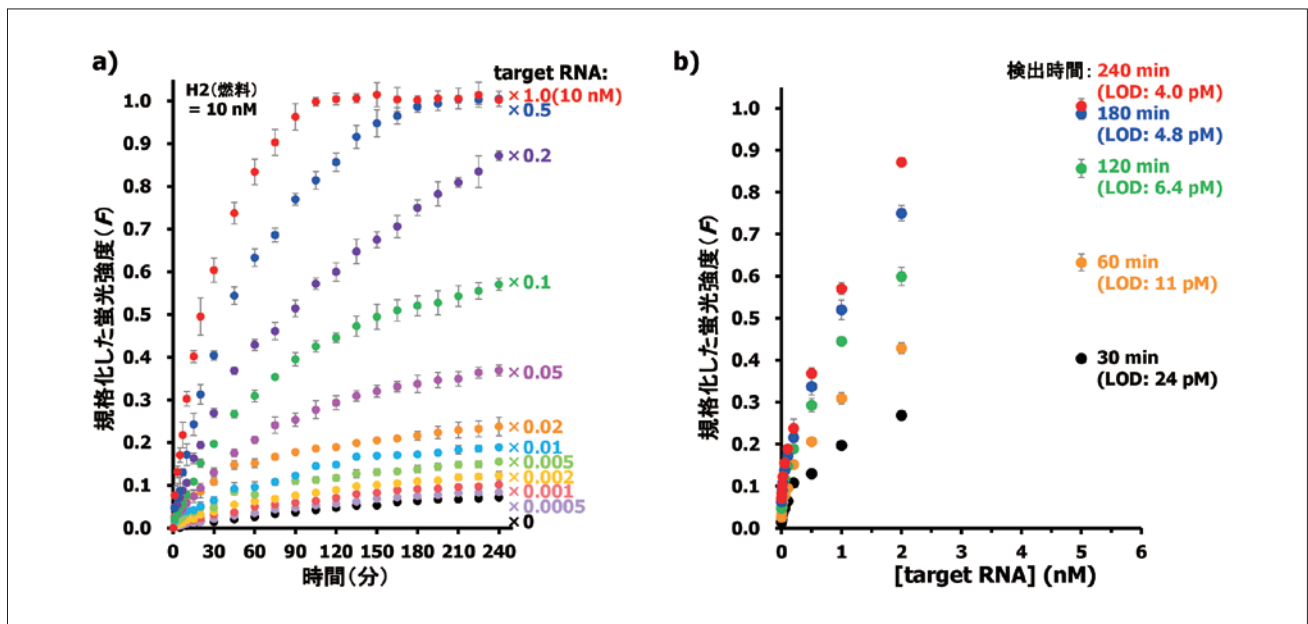 a)
H2(燃料)
= 10 nM
target RNA:
×1.0(10 nM)
×0.5
×0.2
×0.1
×0.05
×0.02
×0.01
×0.005
×0.002
×0.001
×0.0005
×0
規格化した蛍光強度(F)
1.0
0.9
0.8
0.7
0.6
0.5
0.4
0.3
0.2
0.1
0.0
0 30 60 90 120 150 180 210 240
時間(分)
b)
検出時間: 240 min
(LOD: 4.0 pM)
180 min
(LOD: 4.8 pM)
120 min
(LOD: 6.4 pM)
60 min
(LOD: 11 pM)
30 min
(LOD: 24 pM)
規格化した蛍光強度(F)
1.0
0.9
0.8
0.7
0.6
0.5
0.4
0.3
0.2
0.1
0.0
0 1 2 3 4 5 6
[target RNA] (nM)